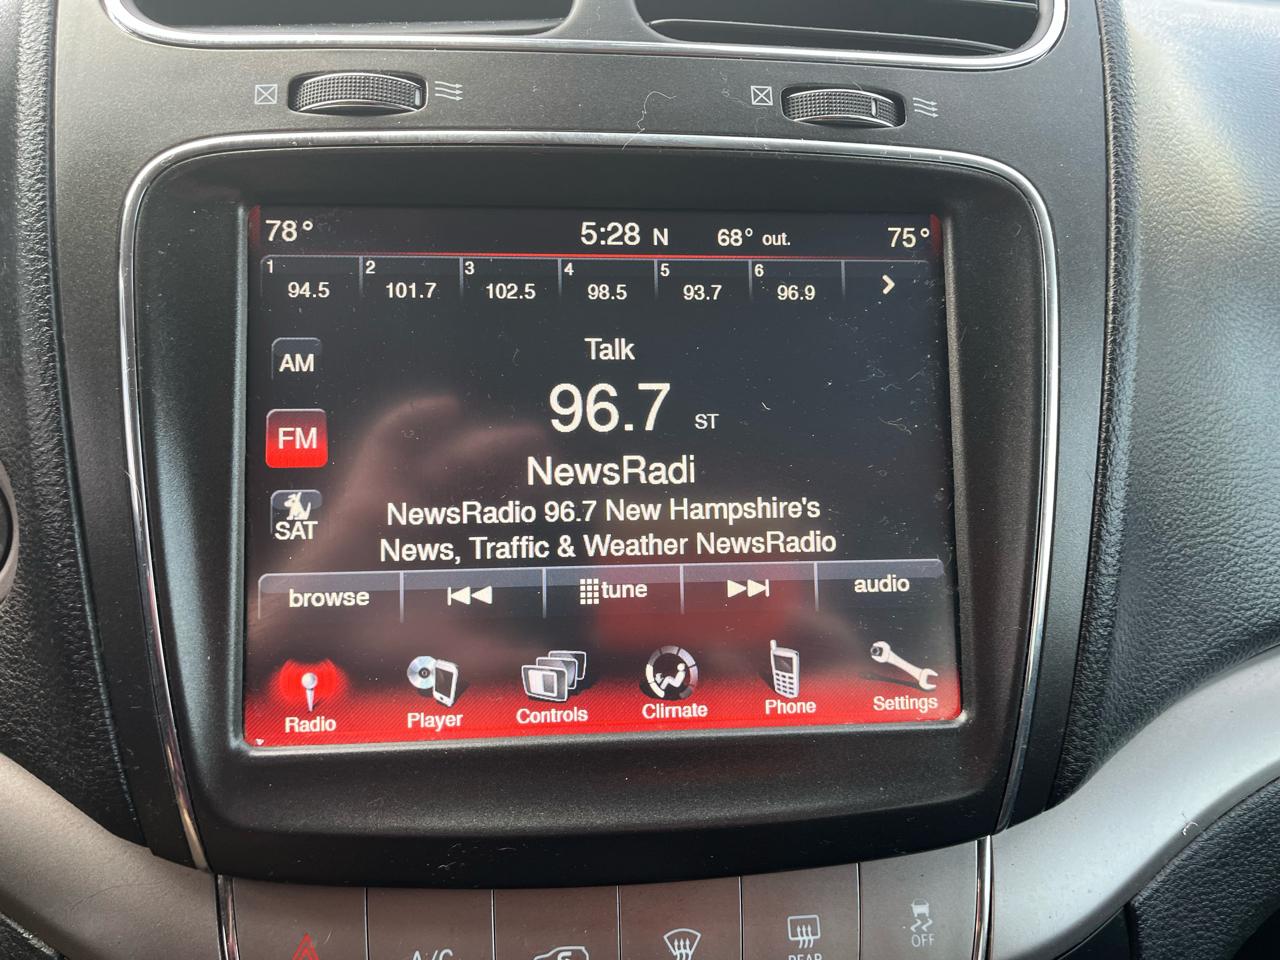 78° 5:28 N 68° out. 75°
1 2 3 4 5 6
94.5 101.7 102.5 98.5 93.7 96.9
Talk
AM
96.7 ST
FM
NewsRadi
SAT
NewsRadio 96.7 New Hampshire's
News, Traffic & Weather NewsRadio
browse tune audio
Radio Player Controls Climate Phone Settings
A/C REAR OFF